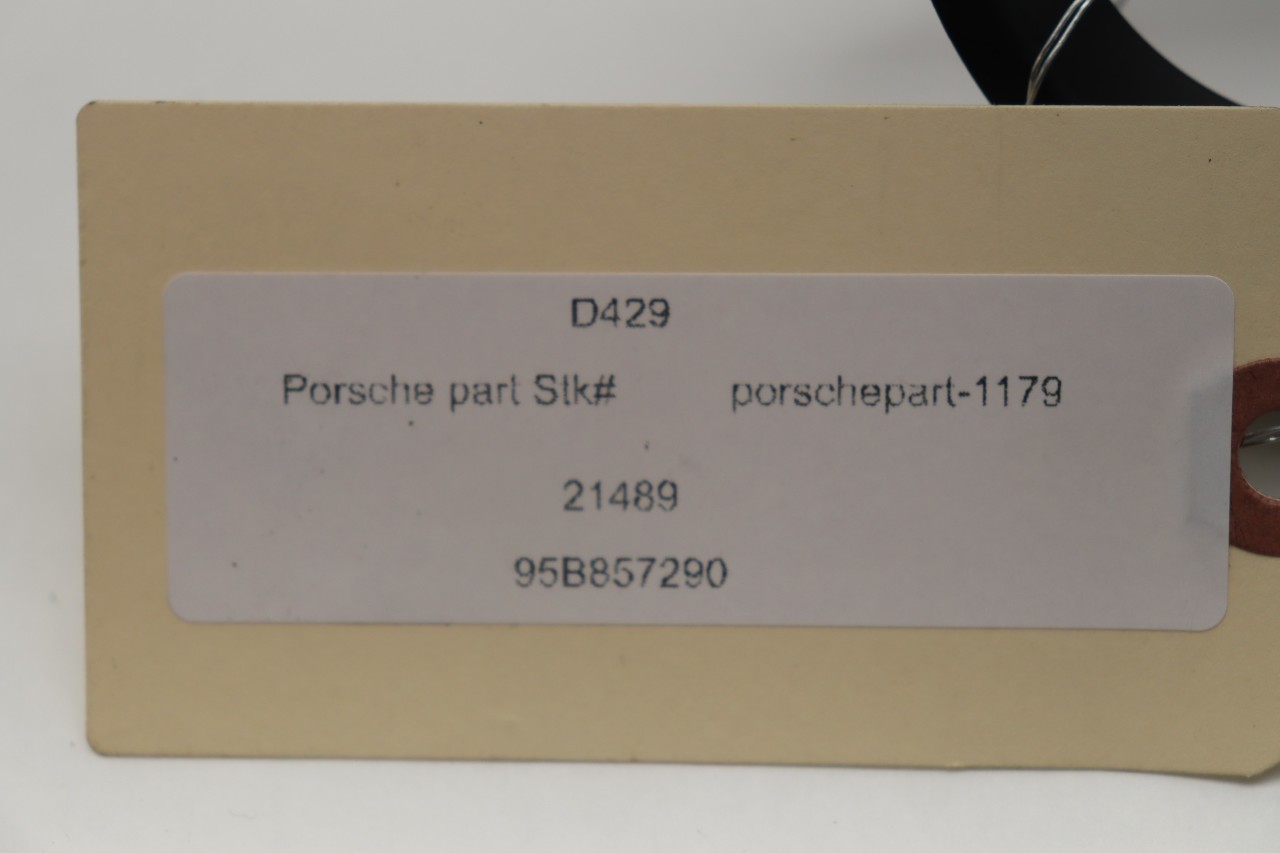 D429
Porsche part Stk# porschepart-1179
21489
95B857290